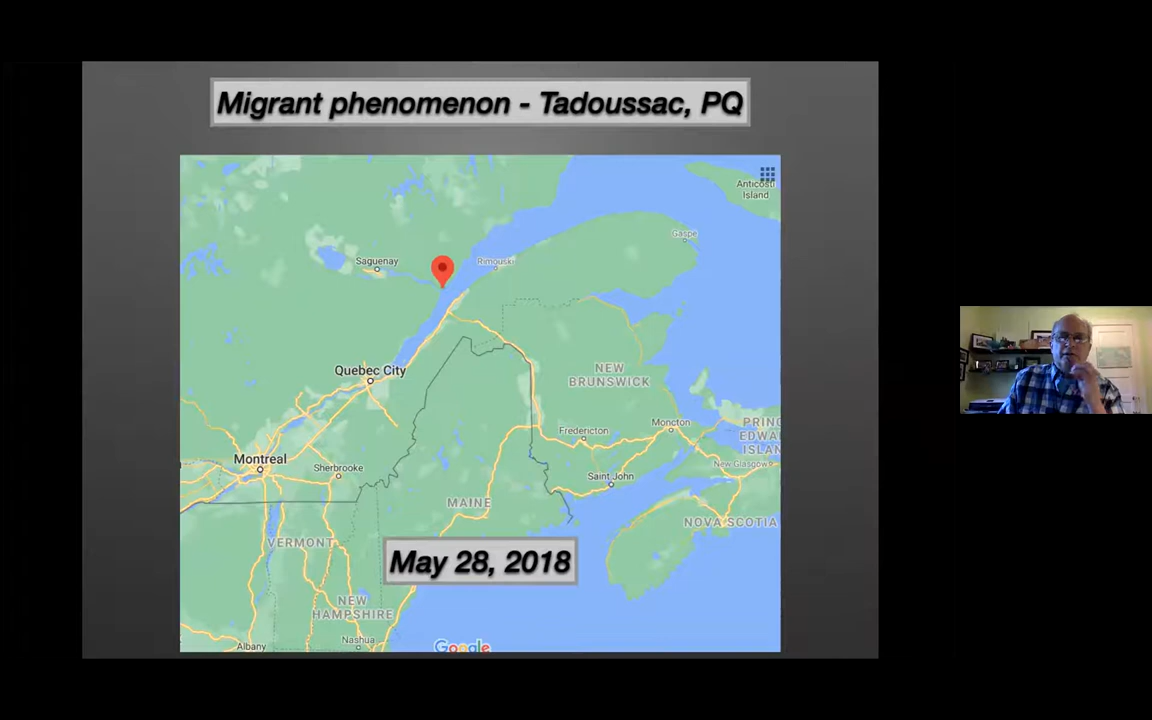 Migrant phenomenon - Tadoussac, PQ
Anticosti
Island
Gaspe
Saguenay
Rimouski
Quebec City
NEW
BRUNSWICK
Fredericton
Moncton
PRINC
EDWA
ISLAN
New Glasgow
Montreal
Sherbrooke
Saint John
MAINE
NOVA SCOTIA
VERMONT
May 28, 2018
NEW
HAMPSHIRE
Albany
Nashua
Google